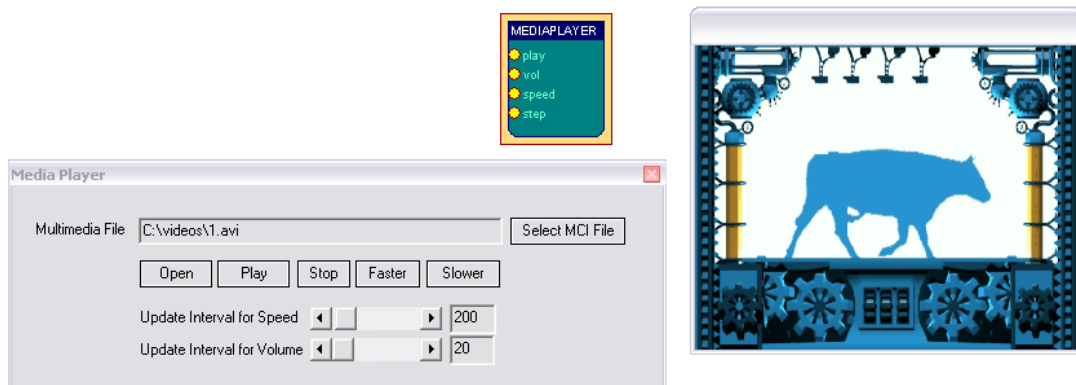 MEDIAPLAYER
play
vol
speed
step
Media Player
Multimedia File C:\videos\1.avi Select MCI File
Open Play Stop Faster Slower
Update Interval for Speed 200
Update Interval for Volume 20